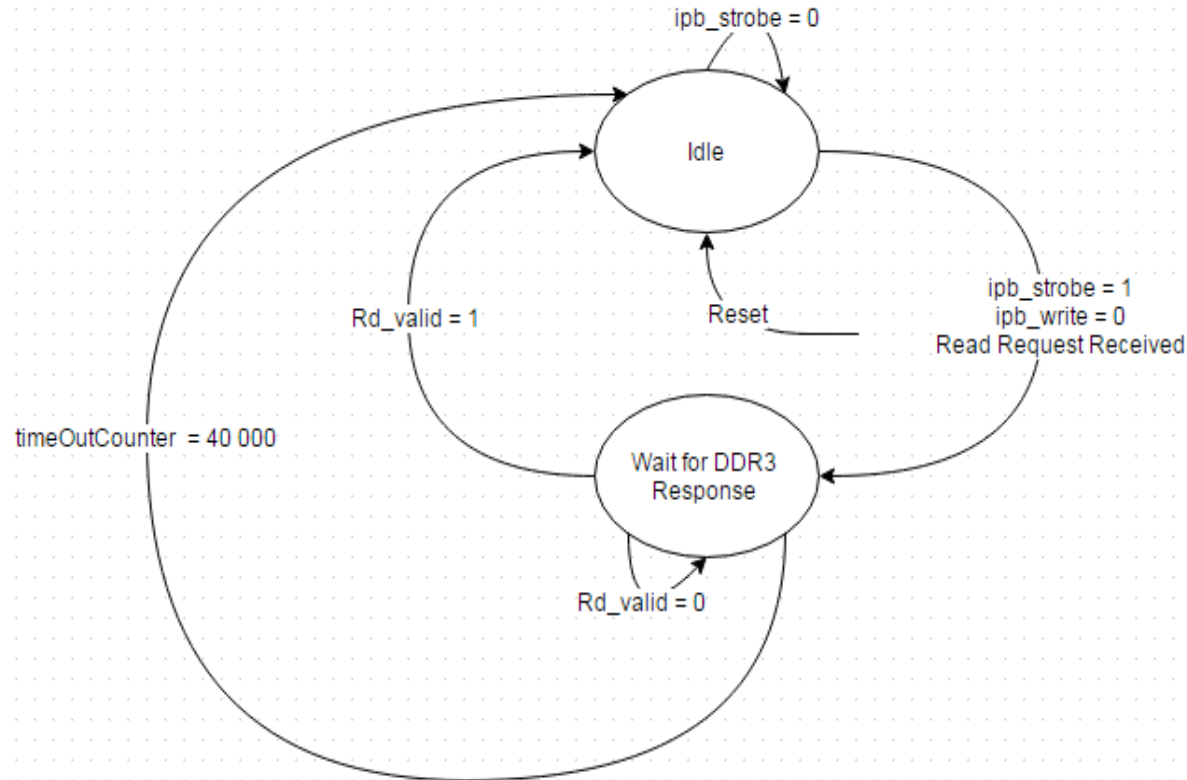 ipb_strobe = 0
Idle
ipb_strobe = 1
ipb_write = 0
Read Request Received
Reset
Rd_valid = 1
timeOutCounter = 40 000
Wait for DDR3
Response
Rd_valid = 0